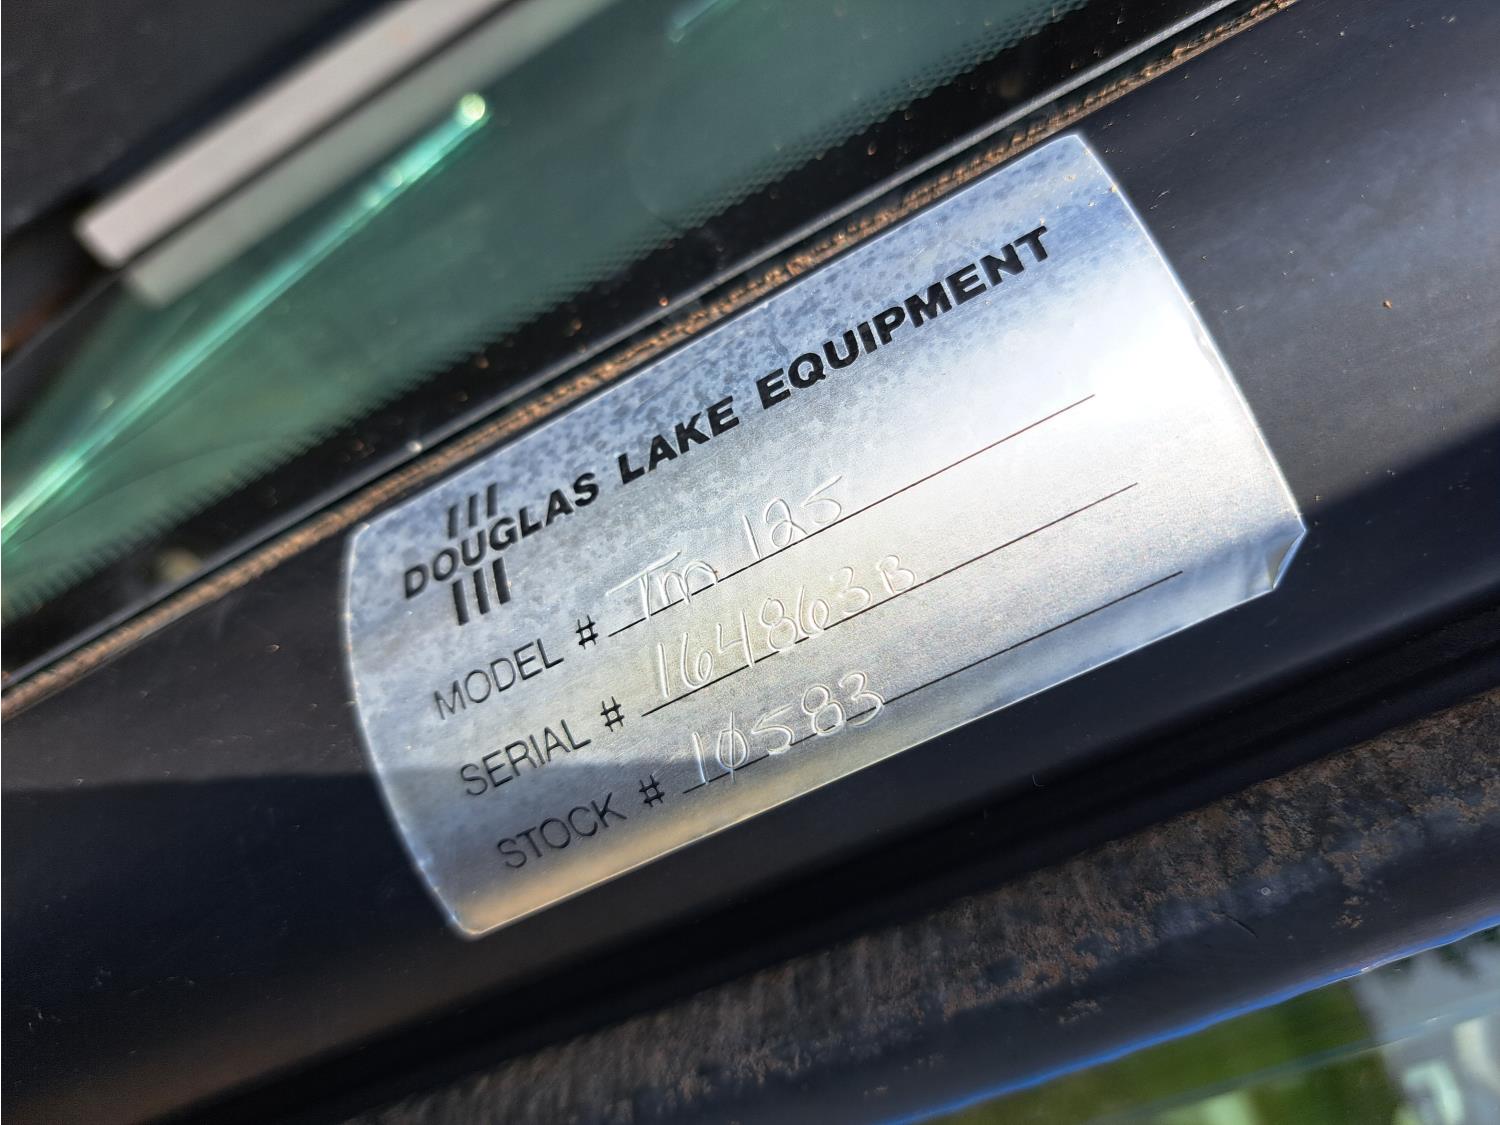 DOUGLAS LAKE EQUIPMENT
MODEL # Tm 125
SERIAL # 164863B
STOCK # 10583